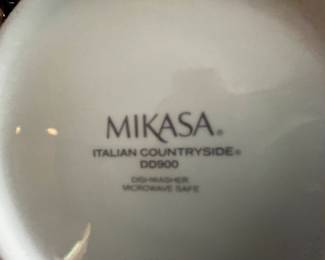 MIKASA®
ITALIAN COUNTRYSIDE®
DD900
DISHWASHER
MICROWAVE SAFE